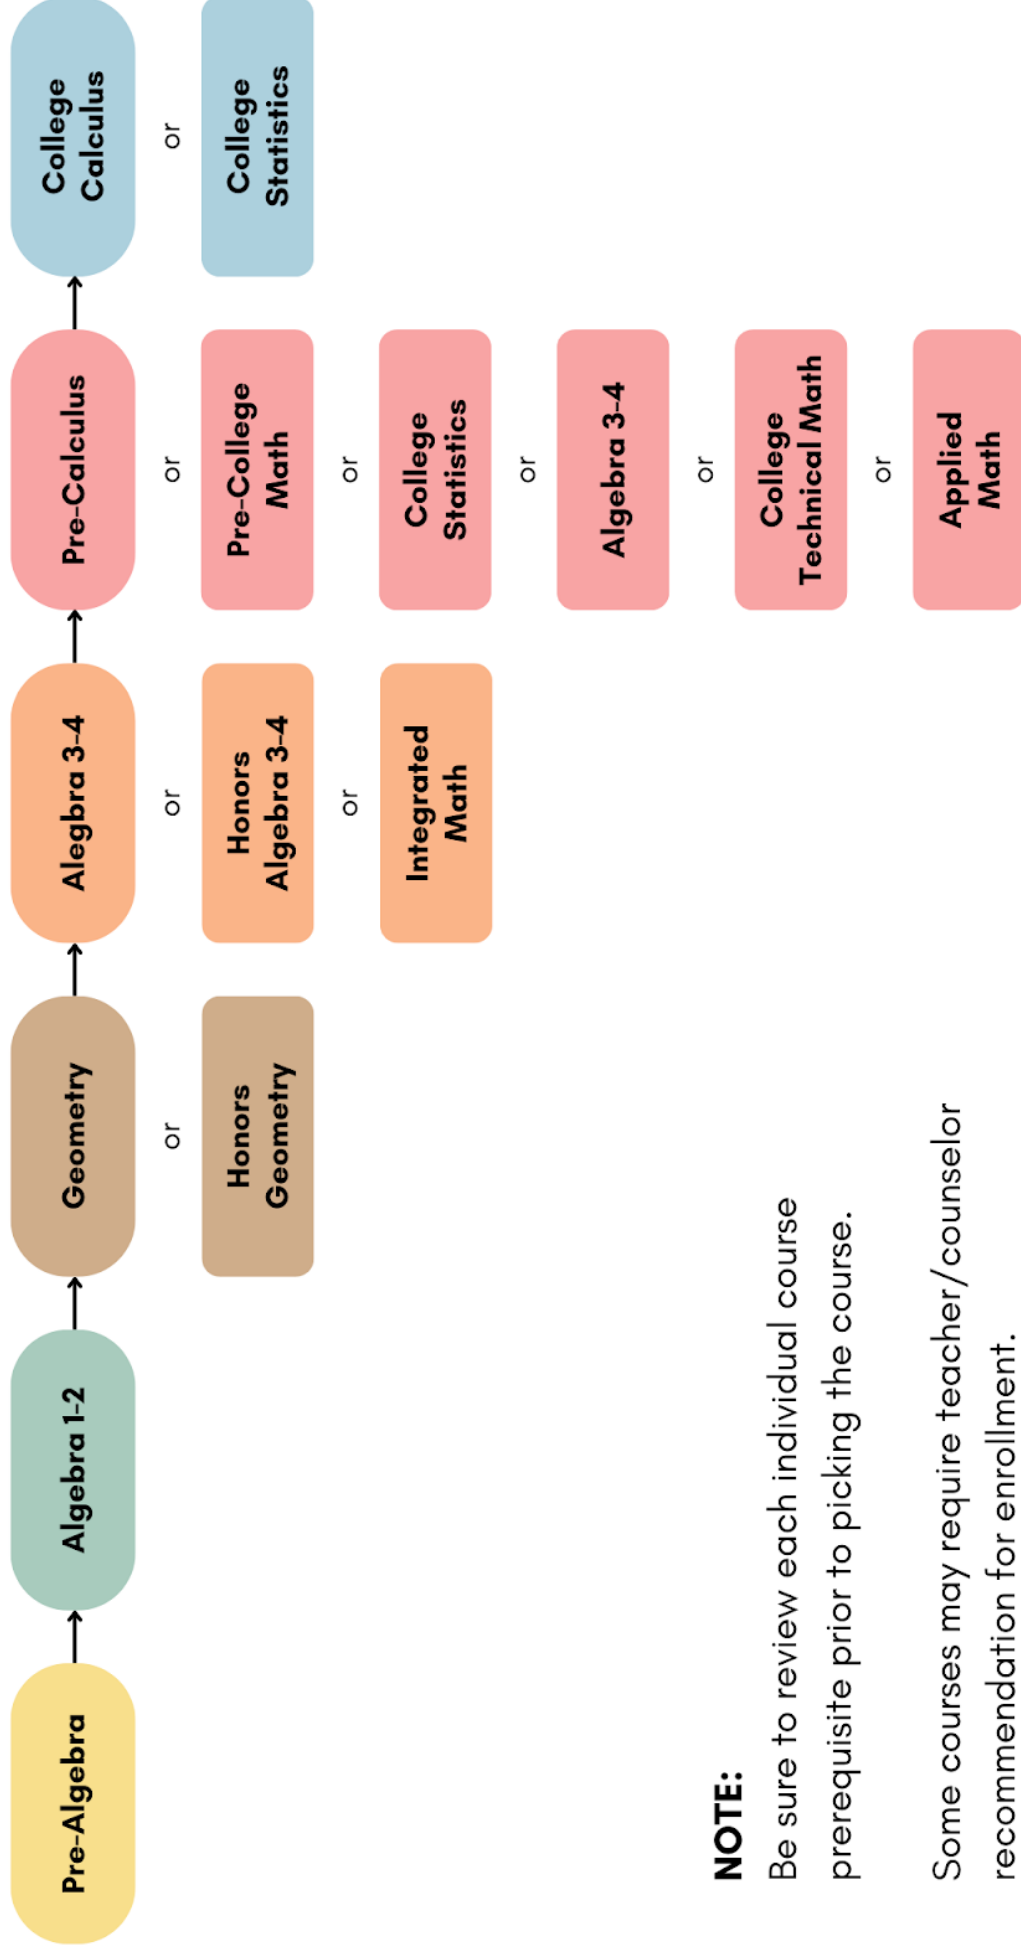 Pre-Algebra
Algebra 1-2
Geometry
or
Honors
Geometry
Alegbra 3-4
or
Honors
Algebra 3-4
or
Integrated
Math
Pre-Calculus
or
Pre-College
Math
or
College
Statistics
or
Algebra 3-4
or
College
Technical Math
or
Applied
Math
College
Calculus
or
College
Statistics
NOTE:
Be sure to review each individual course
prerequisite prior to picking the course.
Some courses may require teacher/counselor
recommendation for enrollment.